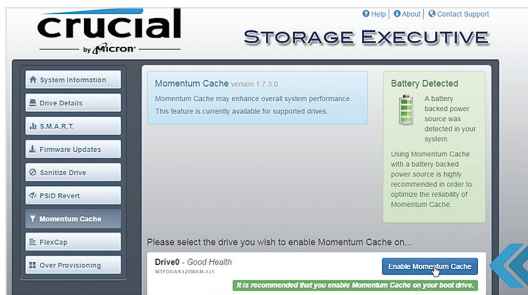 Help | About | Contact Support
crucial
by Micron
STORAGE EXECUTIVE
System Information
Drive Details
S.M.A.R.T.
Firmware Updates
Sanitize Drive
PSID Revert
Momentum Cache
FlexCap
Over Provisioning
Momentum Cache version 1.7.3.0
Momentum Cache may enhance overall system performance.
This feature is currently available for supported drives.
Battery Detected
A battery
backed power
source was
detected in your
system.
Using Momentum Cache
with a battery backed
power source is highly
recommended in order to
optimize the reliability of
Momentum Cache.
Please select the drive you wish to enable Momentum Cache on...
Drive0 - Good Health
Enable Momentum Cache
It is recommended that you enable Momentum Cache on your boot drive.